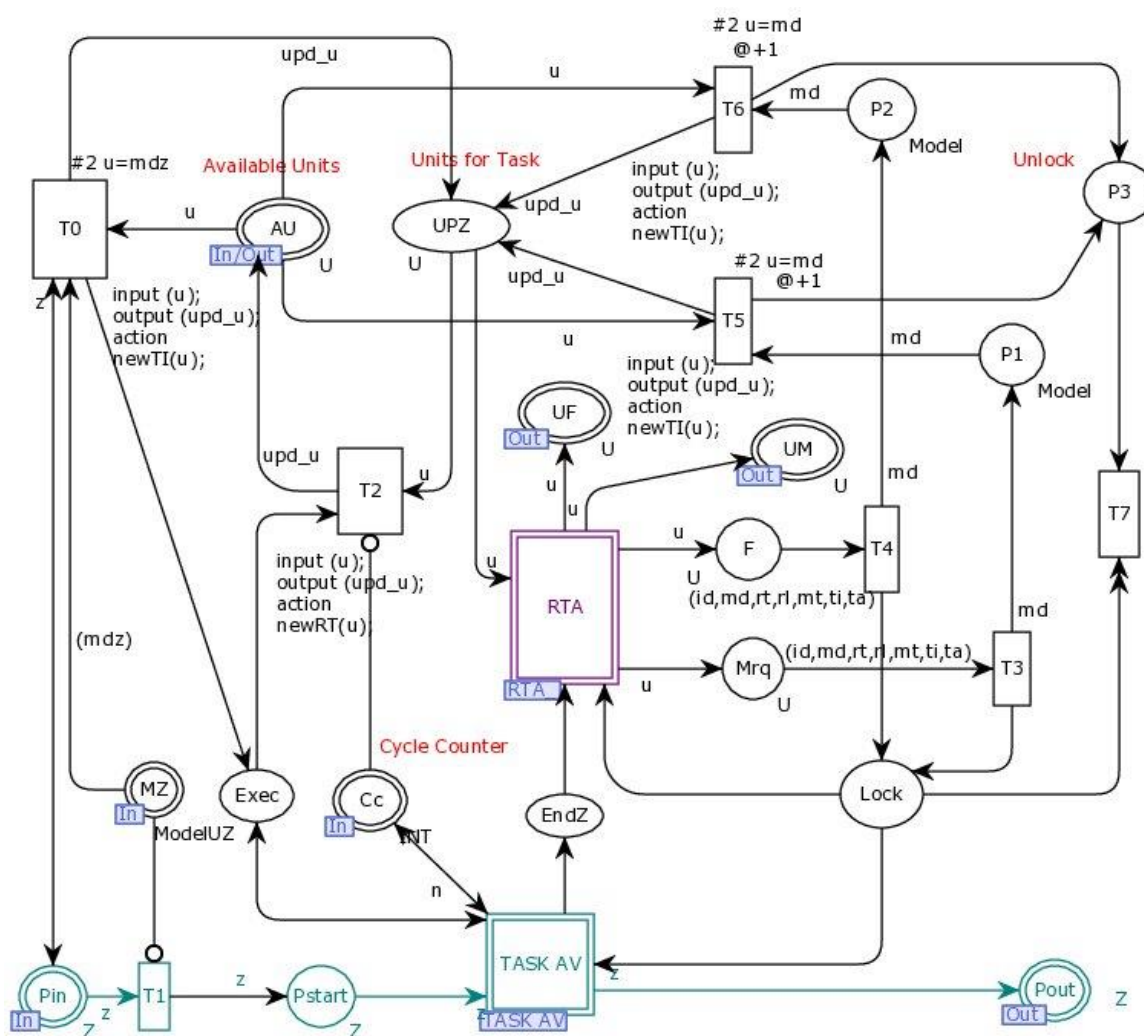 #2 u=md
@+1
upd_u
u
T6
md
P2
Model
#2 u=mdz
Available Units
Units for Task
Unlock
T0
u
AU
In/Out
U
UPZ
U
upd_u
input (u);
output (upd_u);
action
newTI(u);
P3
upd_u
#2 u=md
@+1
T5
z
input (u);
output (upd_u);
action
newTI(u);
u
md
P1
Model
input (u);
output (upd_u);
action
newTI(u);
UF
Out
U
UM
Out
U
upd_u
T2
u
u
u
md
T7
input (u);
output (upd_u);
action
newRT(u);
u
RTA
RTA_
u
F
U
T4
(id,md,rt,rl,mt,ti,ta)
md
(mdz)
u
Mrq
U
(id,md,rt,rl,mt,ti,ta)
T3
Cycle Counter
MZ
In
ModelUZ
Exec
Cc
In
INT
EndZ
Lock
n
TASK AV
TASK AV
z
z
Pin
In
Z
z
T1
z
Pstart
Z
Pout
Out
Z